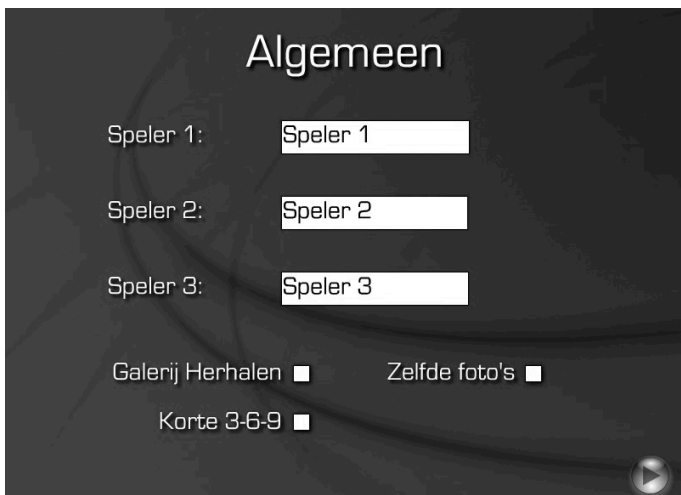 Algemeen
Speler 1: Speler 1
Speler 2: Speler 2
Speler 3: Speler 3
Galerij Herhalen Zelfde foto's
Korte 3-6-9